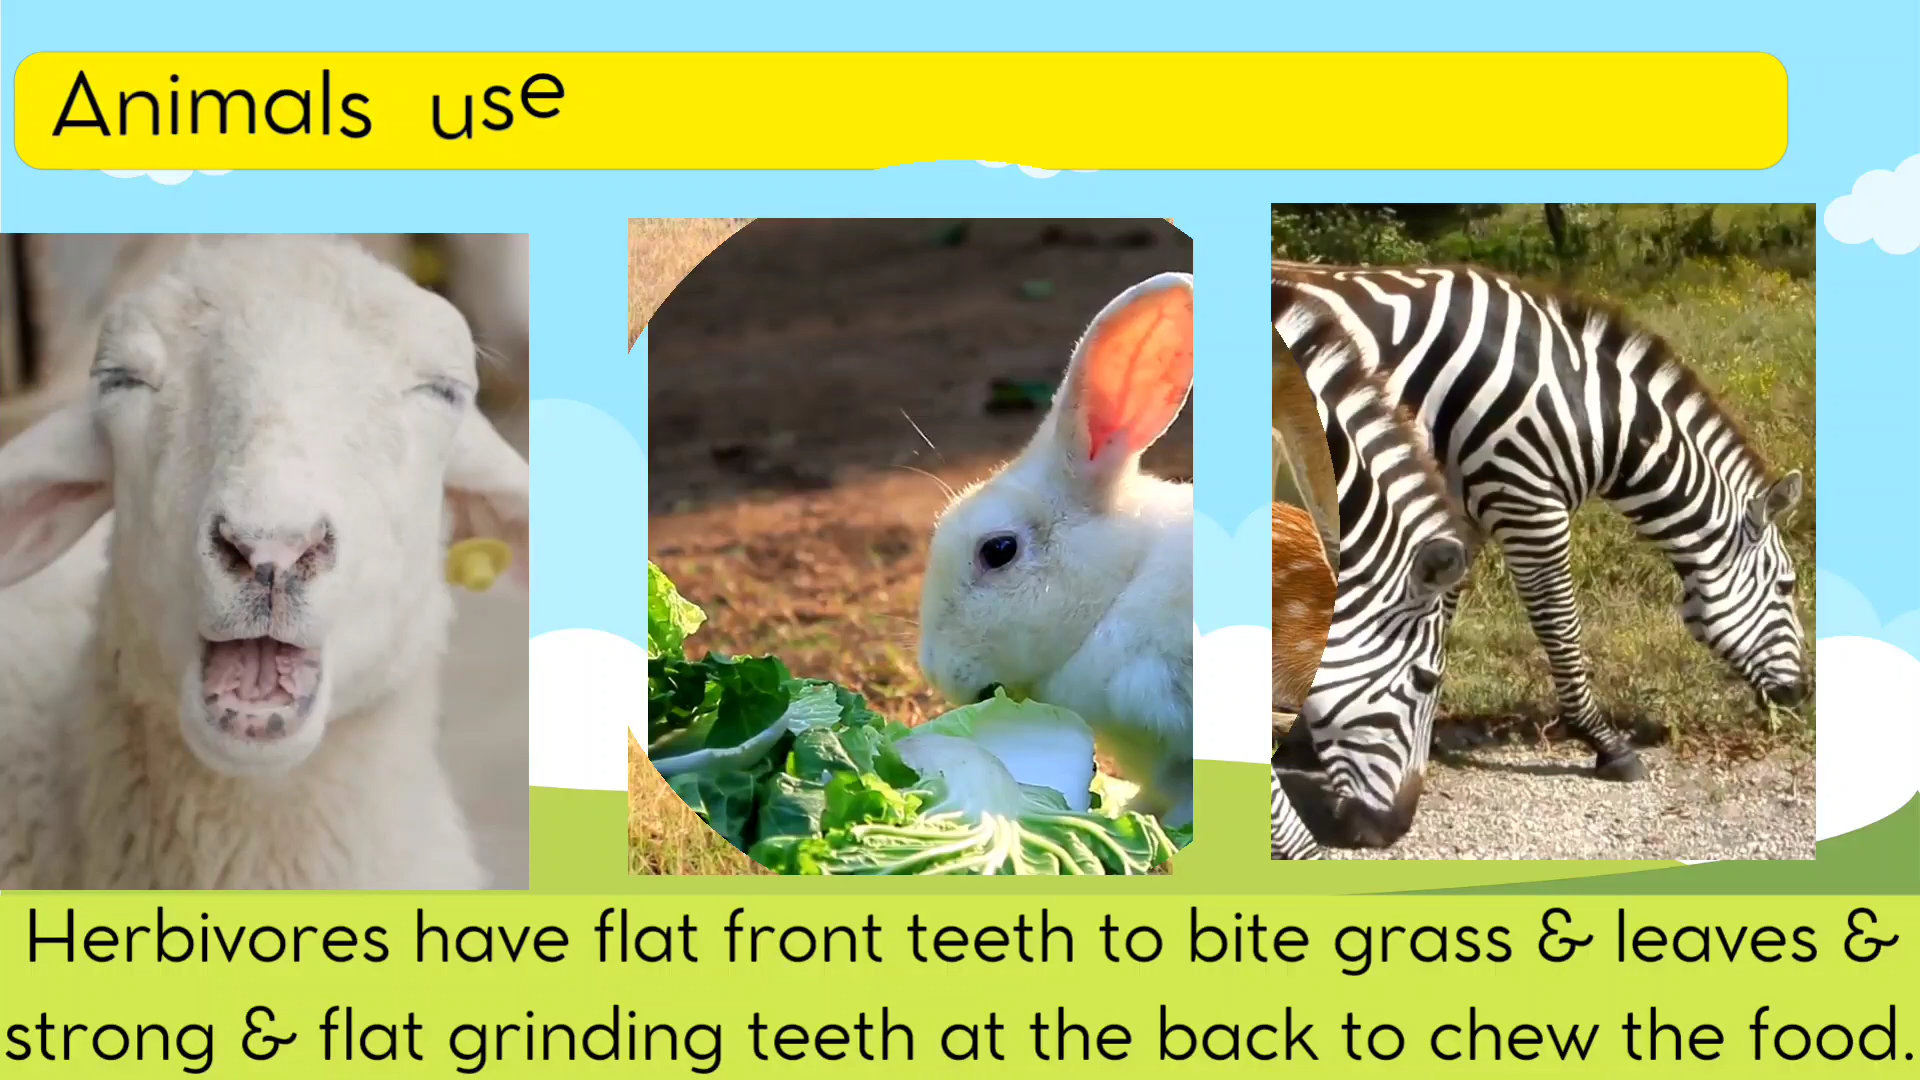 Animals use
Herbivores have flat front teeth to bite grass & leaves &
strong & flat grinding teeth at the back to chew the food.